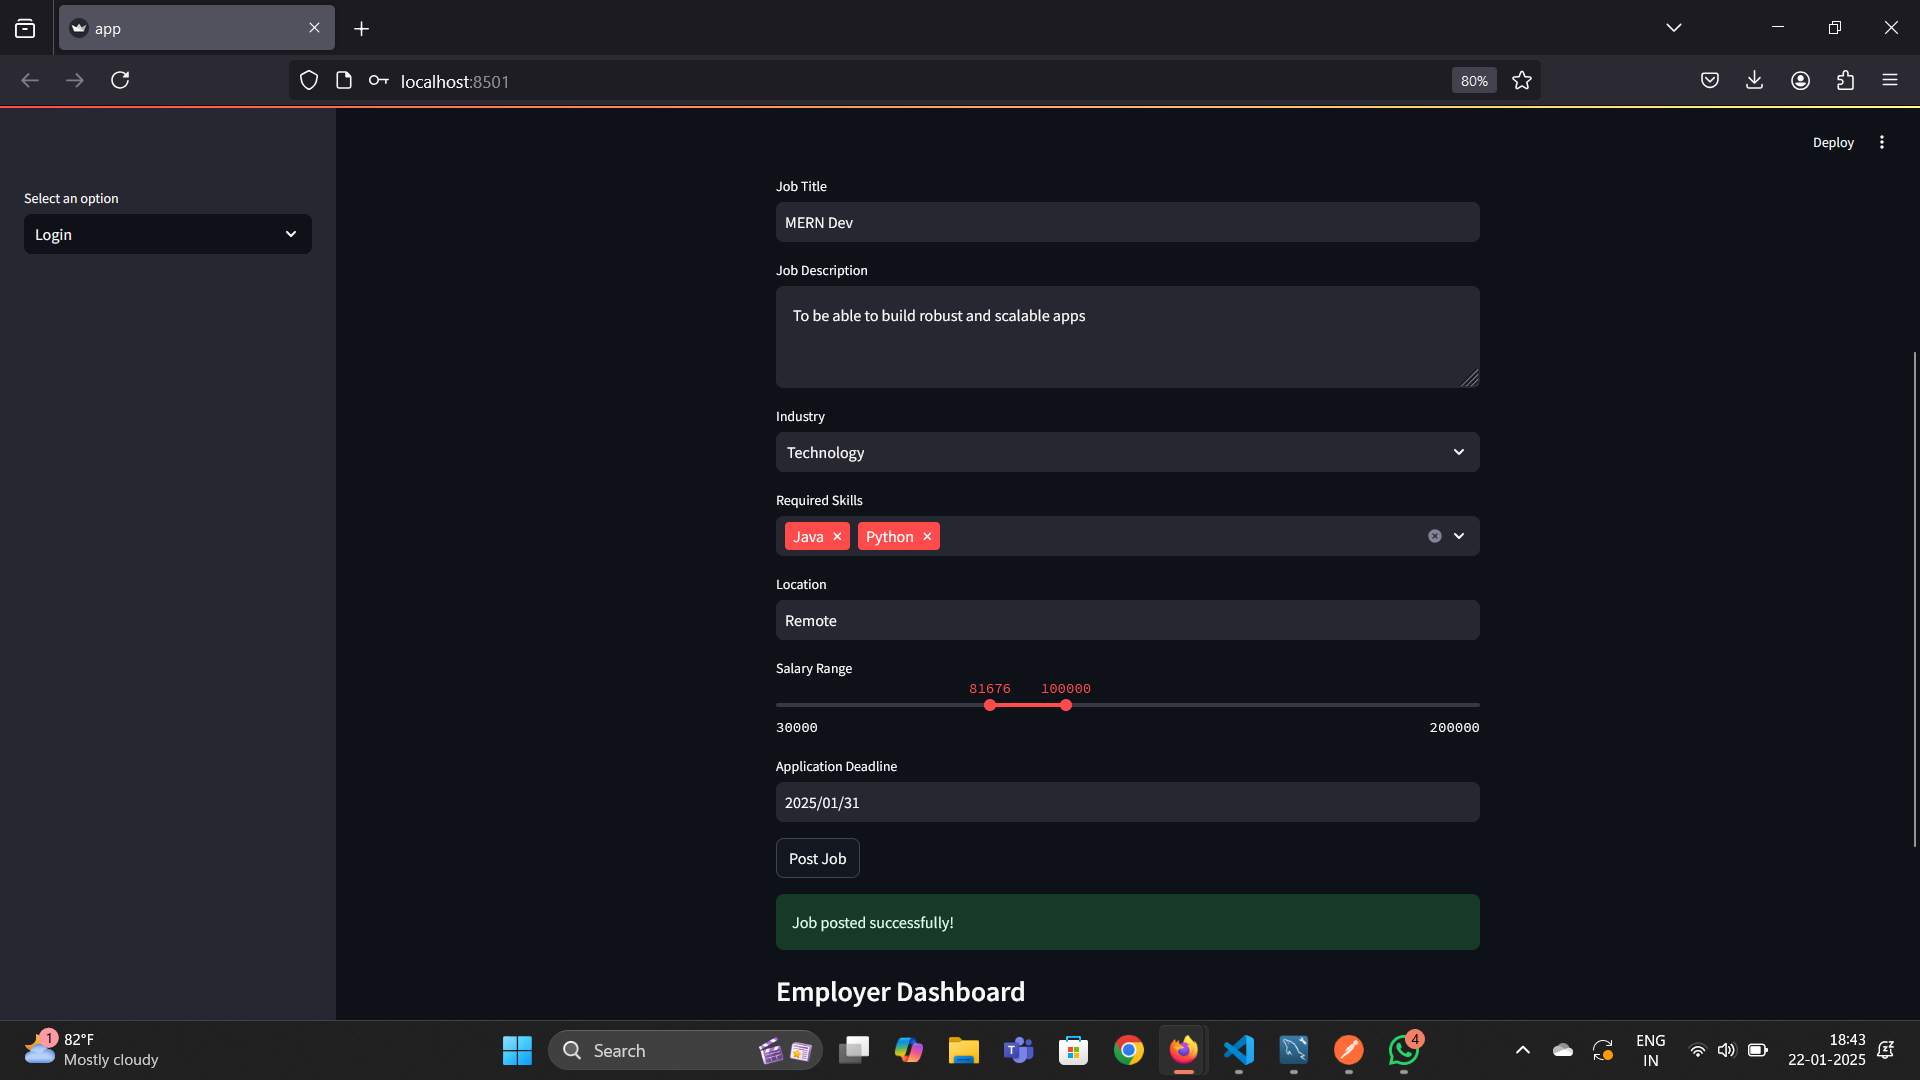 app
localhost:8501
80%
Deploy
Select an option
Login
Job Title
MERN Dev
Job Description
To be able to build robust and scalable apps
Industry
Technology
Required Skills
Java
Python
Location
Remote
Salary Range
81676 100000
30000 200000
Application Deadline
2025/01/31
Post Job
Job posted successfully!
Employer Dashboard
1
82°F
Mostly cloudy
Search
4
ENG
IN
18:43
22-01-2025